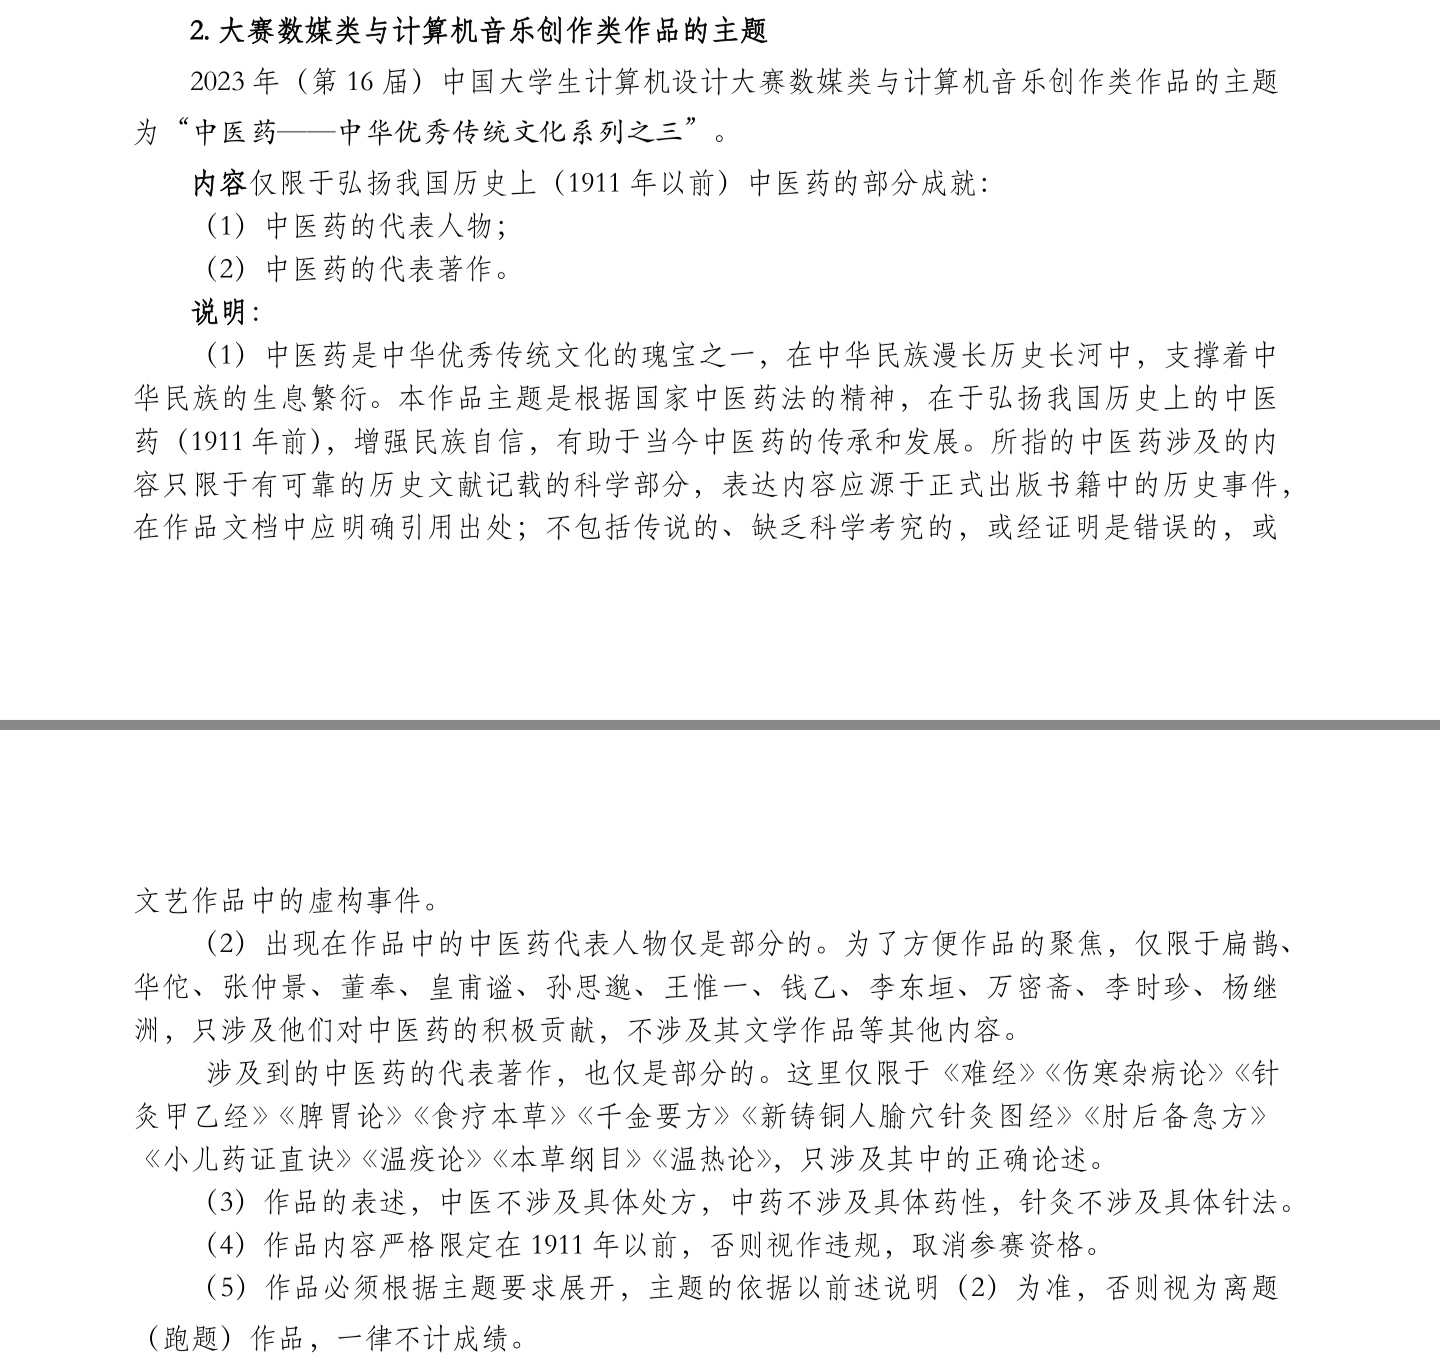 2. 大赛数媒类与计算机音乐创作类作品的主题
2023 年（第 16 届）中国大学生计算机设计大赛数媒类与计算机音乐创作类作品的主题
为“中医药——中华优秀传统文化系列之三”。
内容仅限于弘扬我国历史上（1911 年以前）中医药的部分成就：
（1）中医药的代表人物；
（2）中医药的代表著作。
说明：
（1）中医药是中华优秀传统文化的瑰宝之一，在中华民族漫长历史长河中，支撑着中
华民族的生息繁衍。本作品主题是根据国家中医药法的精神，在于弘扬我国历史上的中医
药（1911 年前），增强民族自信，有助于当今中医药的传承和发展。所指的中医药涉及的内
容只限于有可靠的历史文献记载的科学部分，表达内容应源于正式出版书籍中的历史事件，
在作品文档中应明确引用出处；不包括传说的、缺乏科学考究的，或经证明是错误的，或
文艺作品中的虚构事件。
（2）出现在作品中的中医药代表人物仅是部分的。为了方便作品的聚焦，仅限于扁鹊、
华佗、张仲景、董奉、皇甫谧、孙思邈、王惟一、钱乙、李东垣、万密斋、李时珍、杨继
洲，只涉及他们对中医药的积极贡献，不涉及其文学作品等其他内容。
涉及到的中医药的代表著作，也仅是部分的。这里仅限于《难经》《伤寒杂病论》《针
灸甲乙经》《脾胃论》《食疗本草》《千金要方》《新铸铜人腧穴针灸图经》《肘后备急方》
《小儿药证直诀》《温疫论》《本草纲目》《温热论》，只涉及其中的正确论述。
（3）作品的表述，中医不涉及具体处方，中药不涉及具体药性，针灸不涉及具体针法。
（4）作品内容严格限定在 1911 年以前，否则视作违规，取消参赛资格。
（5）作品必须根据主题要求展开，主题的依据以前述说明（2）为准，否则视为离题
（跑题）作品，一律不计成绩。